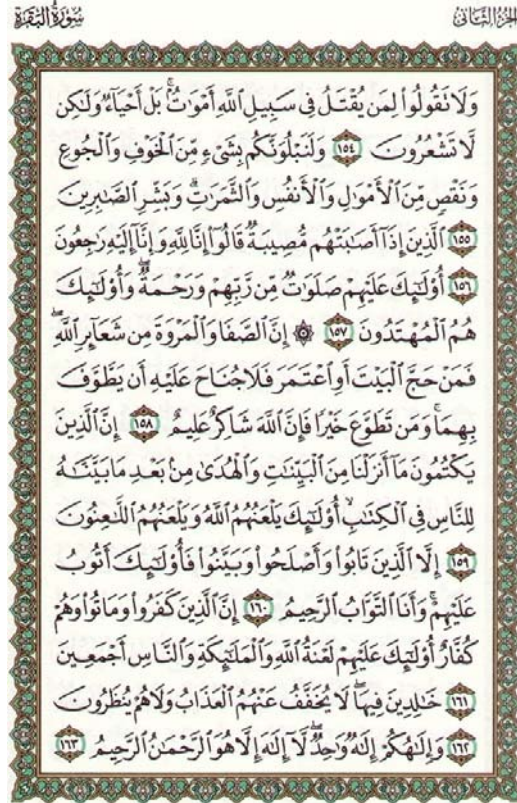 الجزء الثاني
سورة البقرة
وَلَا تَقُولُوا۟ لِمَن يُقْتَلُ فِى سَبِيلِ ٱللَّهِ أَمْوَٰتٌۢ ۚ بَلْ أَحْيَآءٌ وَلَٰكِن
لَّا تَشْعُرُونَ ١٥٤ وَلَنَبْلُوَنَّكُم بِشَىْءٍ مِّنَ ٱلْخَوْفِ وَٱلْجُوعِ
وَنَقْصٍ مِّنَ ٱلْأَمْوَٰلِ وَٱلْأَنفُسِ وَٱلثَّمَرَٰتِ ۗ وَبَشِّرِ ٱلصَّٰبِرِينَ
١٥٥ ٱلَّذِينَ إِذَآ أَصَٰبَتْهُم مُّصِيبَةٌ قَالُوٓا۟ إِنَّا لِلَّهِ وَإِنَّآ إِلَيْهِ رَٰجِعُونَ
١٥٦ أُو۟لَٰٓئِكَ عَلَيْهِمْ صَلَوَٰتٌ مِّن رَّبِّهِمْ وَرَحْمَةٌ ۖ وَأُو۟لَٰٓئِكَ
هُمُ ٱلْمُهْتَدُونَ ١٥٧ ۞ إِنَّ ٱلصَّفَا وَٱلْمَرْوَةَ مِن شَعَآئِرِ ٱللَّهِ ۖ
فَمَنْ حَجَّ ٱلْبَيْتَ أَوِ ٱعْتَمَرَ فَلَا جُنَاحَ عَلَيْهِ أَن يَطَّوَّفَ
بِهِمَا ۚ وَمَن تَطَوَّعَ خَيْرًا فَإِنَّ ٱللَّهَ شَاكِرٌ عَلِيمٌ ١٥٨ إِنَّ ٱلَّذِينَ
يَكْتُمُونَ مَآ أَنزَلْنَا مِنَ ٱلْبَيِّنَٰتِ وَٱلْهُدَىٰ مِنۢ بَعْدِ مَا بَيَّنَّٰهُ
لِلنَّاسِ فِى ٱلْكِتَٰبِ ۙ أُو۟لَٰٓئِكَ يَلْعَنُهُمُ ٱللَّهُ وَيَلْعَنُهُمُ ٱللَّٰعِنُونَ
١٥٩ إِلَّا ٱلَّذِينَ تَابُوا۟ وَأَصْلَحُوا۟ وَبَيَّنُوا۟ فَأُو۟لَٰٓئِكَ أَتُوبُ
عَلَيْهِمْ ۚ وَأَنَا ٱلتَّوَّابُ ٱلرَّحِيمُ ١٦٠ إِنَّ ٱلَّذِينَ كَفَرُوا۟ وَمَاتُوا۟ وَهُمْ
كُفَّارٌ أُو۟لَٰٓئِكَ عَلَيْهِمْ لَعْنَةُ ٱللَّهِ وَٱلْمَلَٰٓئِكَةِ وَٱلنَّاسِ أَجْمَعِينَ
١٦١ خَٰلِدِينَ فِيهَا ۖ لَا يُخَفَّفُ عَنْهُمُ ٱلْعَذَابُ وَلَا هُمْ يُنظَرُونَ
١٦٢ وَإِلَٰهُكُمْ إِلَٰهٌ وَٰحِدٌ ۖ لَّآ إِلَٰهَ إِلَّا هُوَ ٱلرَّحْمَٰنُ ٱلرَّحِيمُ ١٦٣